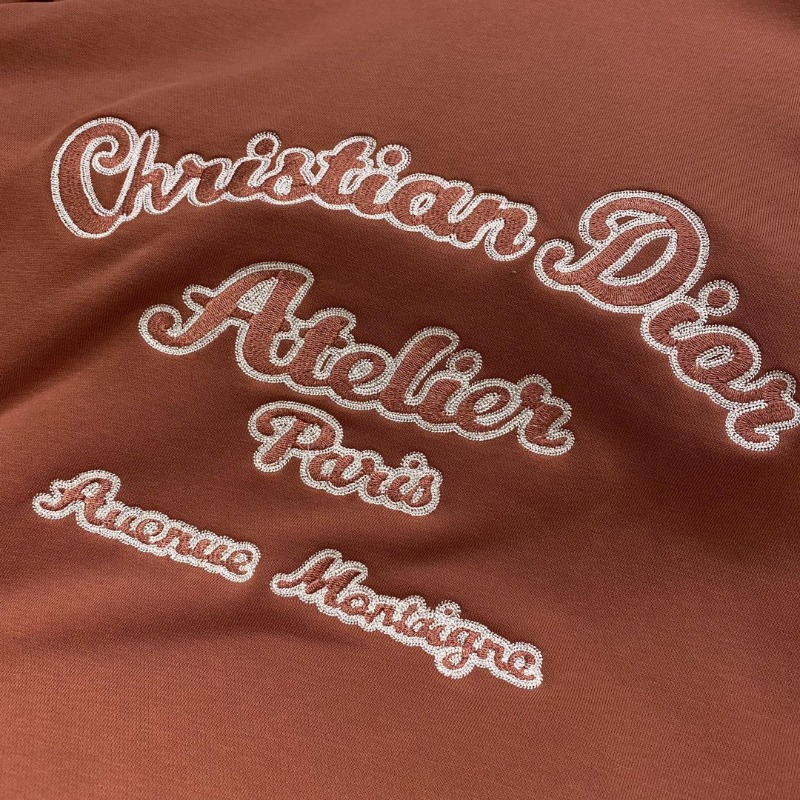 Christian Dior
Atelier
Paris
Avenue Montaigne